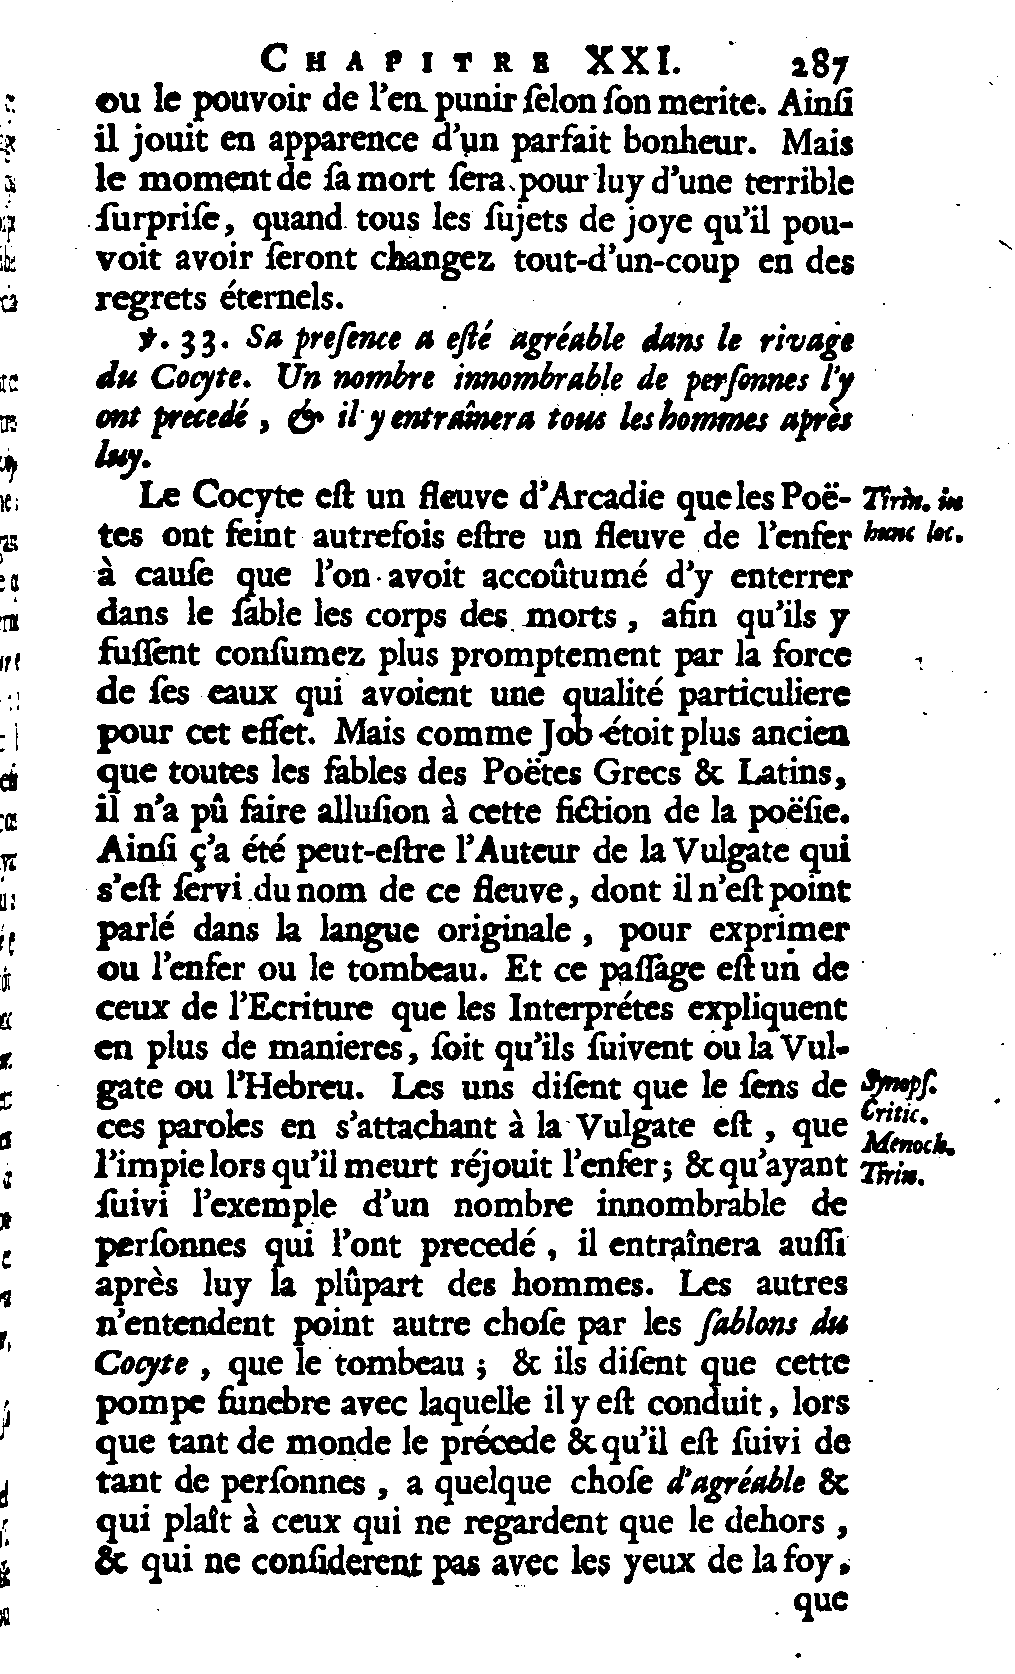 CHAPITRE XXI. 287
ou le pouvoir de l'en punir ſelon ſon merite. Ainſi
il jouit en apparence d'un parfait bonheur. Mais
le moment de ſa mort ſera pour luy d'une terrible
ſurpriſe, quand tous les ſujets de joye qu'il pou-
voit avoir ſeront changez tout-d'un-coup en des
regrets éternels.
℣. 33. Sa preſence a eſté agréable dans le rivage
du Cocyte. Un nombre innombrable de perſonnes l'y
ont precedé, & il y entraînera tous les hommes après
luy.
Le Cocyte eſt un fleuve d'Arcadie que les Poë-
tes ont feint autrefois eſtre un fleuve de l'enfer
à cauſe que l'on avoit accoûtumé d'y enterrer
dans le ſable les corps des morts, afin qu'ils y
fuſſent conſumez plus promptement par la force
de ſes eaux qui avoient une qualité particuliere
pour cet effet. Mais comme Job étoit plus ancien
que toutes les fables des Poëtes Grecs & Latins,
il n'a pû faire alluſion à cette fiction de la poëſie.
Ainſi ç'a été peut-eſtre l'Auteur de la Vulgate qui
s'eſt ſervi du nom de ce fleuve, dont il n'eſt point
parlé dans la langue originale, pour exprimer
ou l'enfer ou le tombeau. Et ce paſſage eſt un de
ceux de l'Ecriture que les Interprétes expliquent
en plus de manieres, ſoit qu'ils ſuivent ou la Vul-
gate ou l'Hebreu. Les uns diſent que le ſens de
ces paroles en s'attachant à la Vulgate eſt, que
l'impie lors qu'il meurt réjouit l'enfer; & qu'ayant
ſuivi l'exemple d'un nombre innombrable de
perſonnes qui l'ont precedé, il entraînera auſſi
après luy la plûpart des hommes. Les autres
n'entendent point autre choſe par les ſablons du
Cocyte, que le tombeau; & ils diſent que cette
pompe funebre avec laquelle il y eſt conduit, lors
que tant de monde le précede & qu'il eſt ſuivi de
tant de perſonnes, a quelque choſe d'agréable &
qui plaît à ceux qui ne regardent que le dehors,
& qui ne conſiderent pas avec les yeux de la foy,
que
Tirin. in
hunc loc.
Synopſ.
Critic.
Menoch.
Tirin.